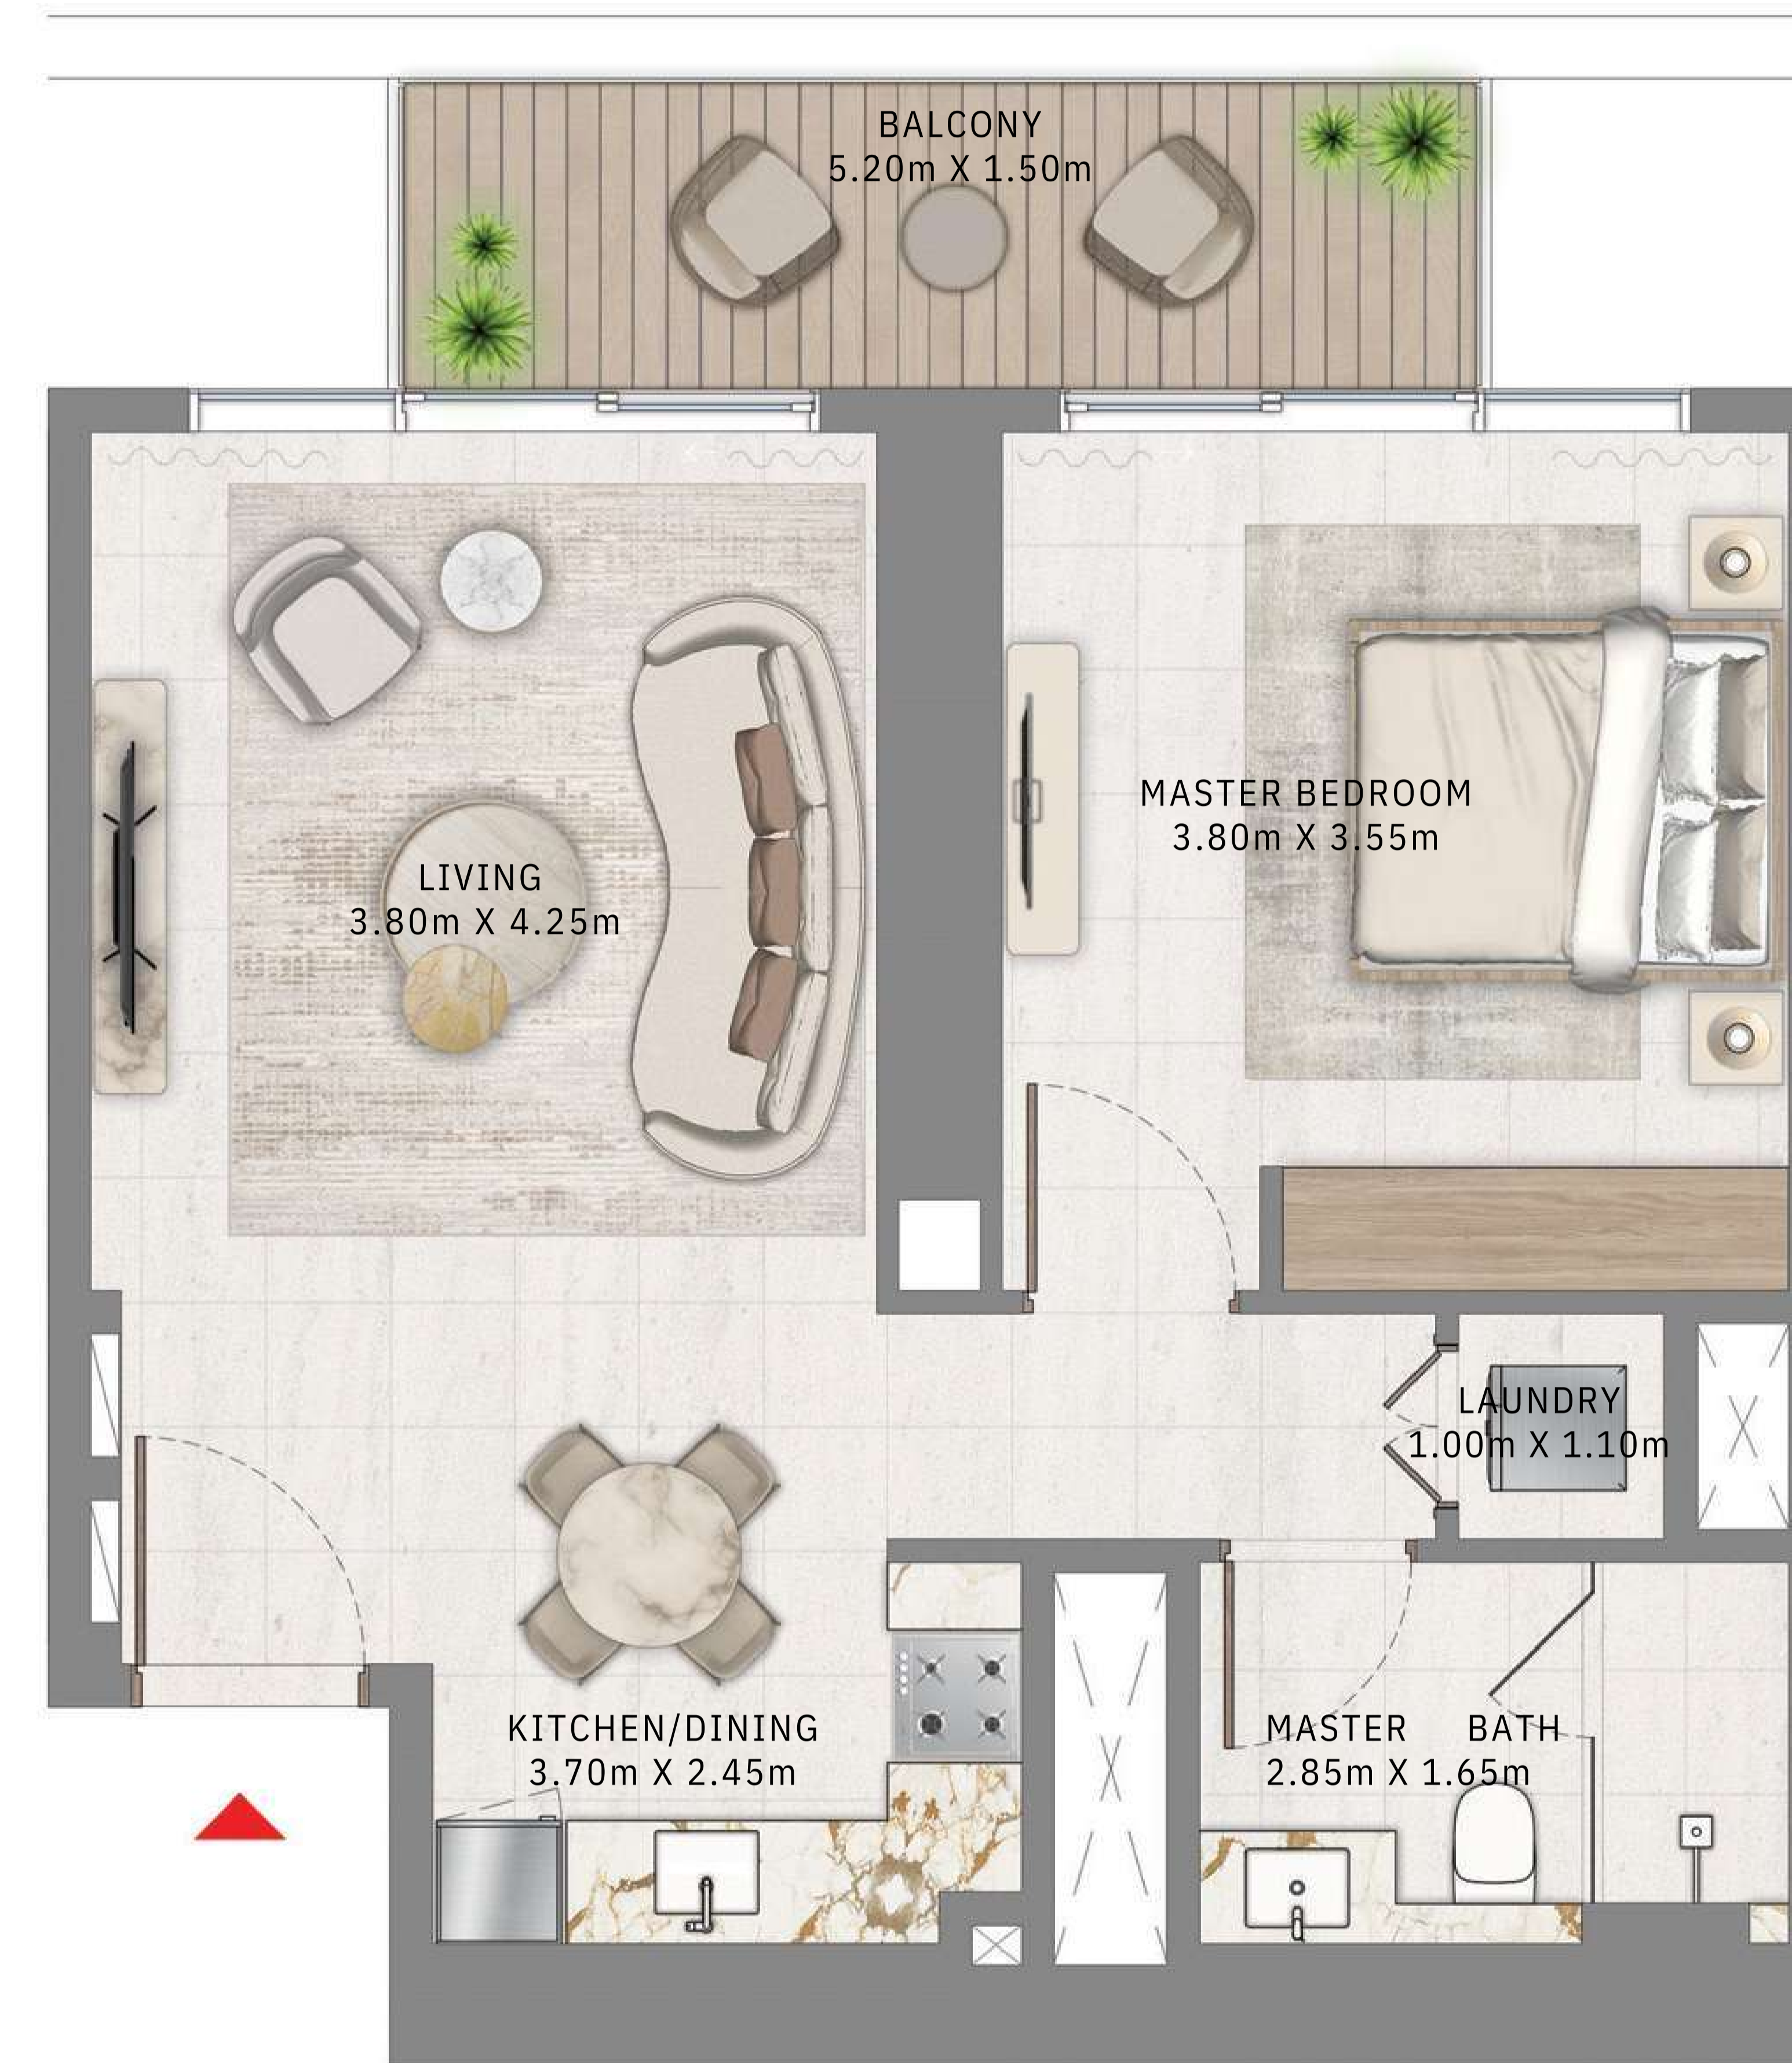 BALCONY
5.20m X 1.50m
MASTER BEDROOM
3.80m X 3.55m
LIVING
3.80m X 4.25m
LAUNDRY
1.00m X 1.10m
KITCHEN/DINING
3.70m X 2.45m
MASTER BATH
2.85m X 1.65m